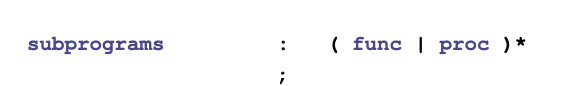 subprograms : ( func | proc )*
;